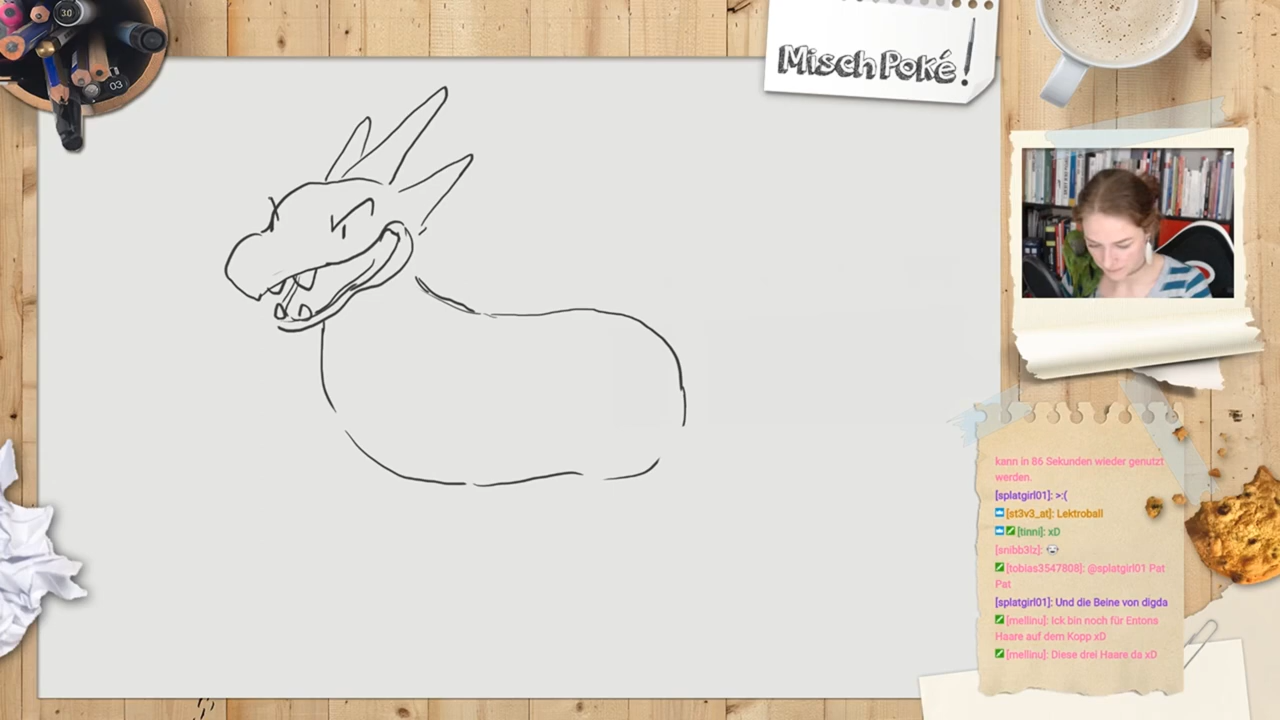 30
03
Misch Poké!
kann in 86 Sekunden wieder genutzt
werden.
[splatgirl01]: >:(
[st3v3_at]: Lektroball
[tinni]: xD
[snibb3lz]:
[tobias3547808]: @splatgirl01 Pat
Pat
[splatgirl01]: Und die Beine von digda
[mellinu]: Ick bin noch für Entons
Haare auf dem Kopp xD
[mellinu]: Diese drei Haare da xD